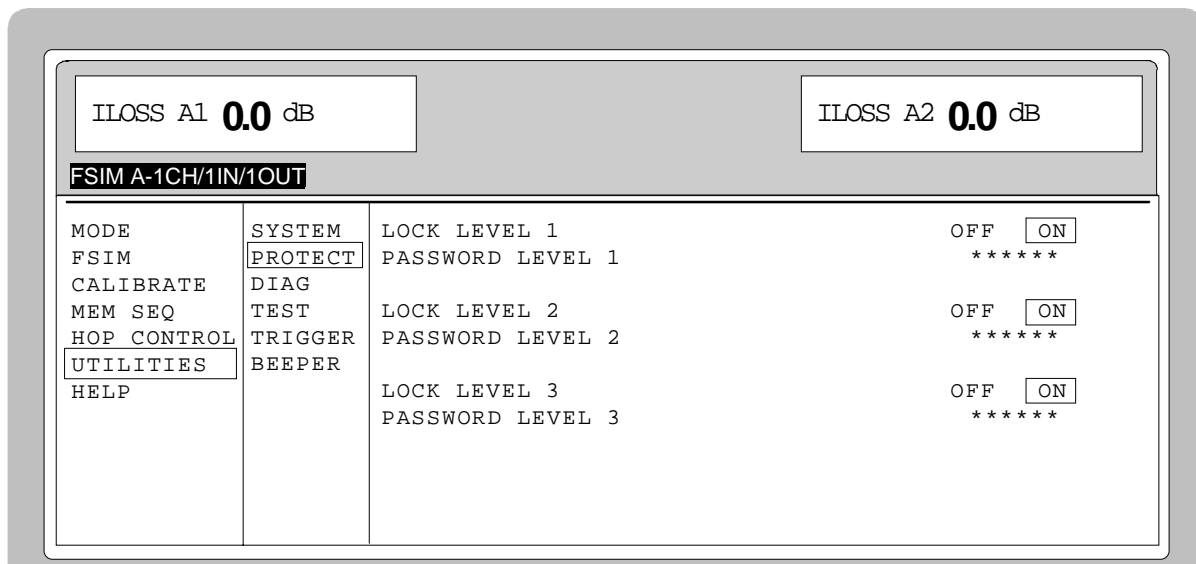 ILOSS A1 0.0 dB
ILOSS A2 0.0 dB
FSIM A-1CH/1IN/1OUT
MODE
FSIM
CALIBRATE
MEM SEQ
HOP CONTROL
UTILITIES
HELP
SYSTEM
PROTECT
DIAG
TEST
TRIGGER
BEEPER
LOCK LEVEL 1 OFF ON
PASSWORD LEVEL 1 ******
LOCK LEVEL 2 OFF ON
PASSWORD LEVEL 2 ******
LOCK LEVEL 3 OFF ON
PASSWORD LEVEL 3 ******